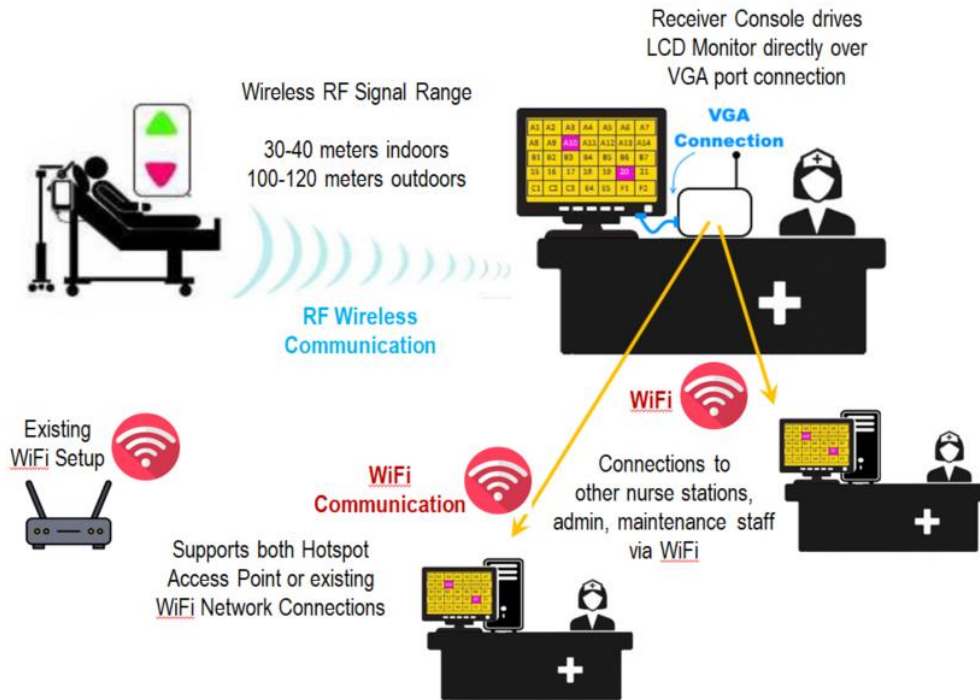 Receiver Console drives
LCD Monitor directly over
VGA port connection
Wireless RF Signal Range
30-40 meters indoors
100-120 meters outdoors
VGA
Connection
A1 A2 A3 A4 A5 A6 A7
A8 A9 A10 A11 A12 A13 A14
B1 B2 B3 B4 B5 B6 B7
15 16 17 18 19 20 21
C1 C2 C3 E4 E5 F1 F2
RF Wireless
Communication
WiFi
Existing
WiFi Setup
WiFi
Communication
Connections to
other nurse stations,
admin, maintenance staff
via WiFi
Supports both Hotspot
Access Point or existing
WiFi Network Connections